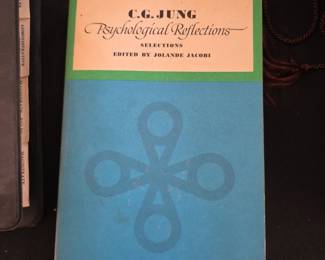 C. G. JUNG
Psychological Reflections
SELECTIONS
EDITED BY JOLANDE JACOBI